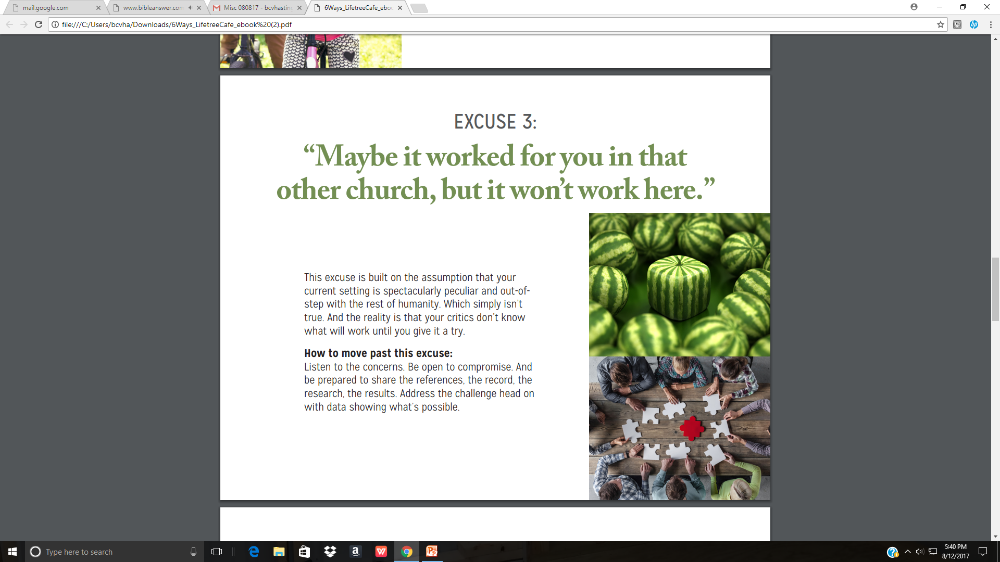 mail.google.com
www.bibleanswer.com
Misc 080817 - bcvhasting
6Ways_LifetreeCafe_eboo
file:///C:/Users/bcvha/Downloads/6Ways_LifetreeCafe_ebook%20(2).pdf
EXCUSE 3:
“Maybe it worked for you in that
other church, but it won’t work here.”
This excuse is built on the assumption that your
current setting is spectacularly peculiar and out-of-
step with the rest of humanity. Which simply isn’t
true. And the reality is that your critics don’t know
what will work until you give it a try.
How to move past this excuse:
Listen to the concerns. Be open to compromise. And
be prepared to share the references, the record, the
research, the results. Address the challenge head on
with data showing what’s possible.
Type here to search
5:40 PM
8/12/2017